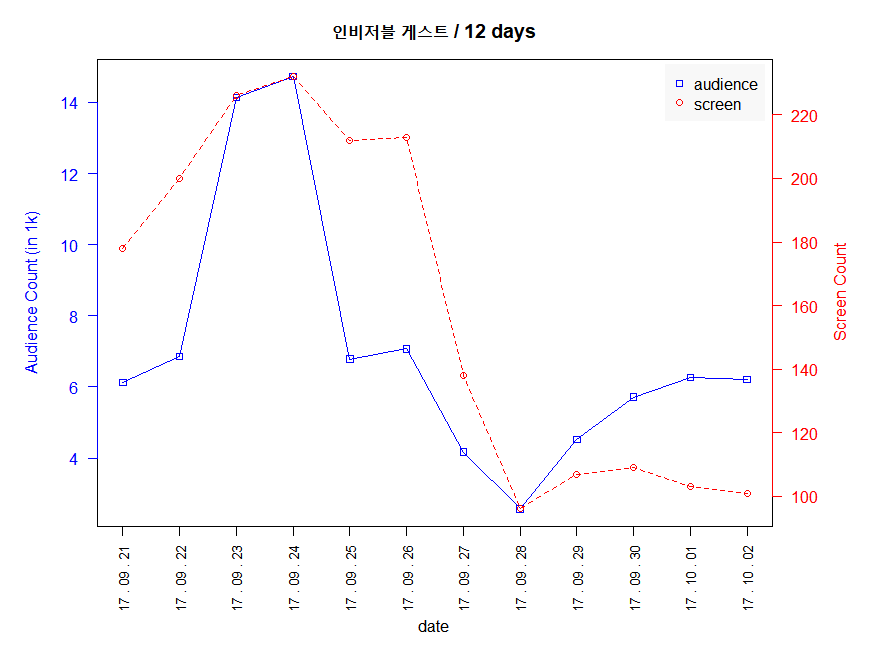 인비저블 게스트 / 12 days
audience
screen
Audience Count (in 1k)
14
12
10
8
6
4
220
200
180
160
140
120
100
Screen Count
17 . 09 . 21
17 . 09 . 22
17 . 09 . 23
17 . 09 . 24
17 . 09 . 25
17 . 09 . 26
17 . 09 . 27
17 . 09 . 28
17 . 09 . 29
17 . 09 . 30
17 . 10 . 01
17 . 10 . 02
date